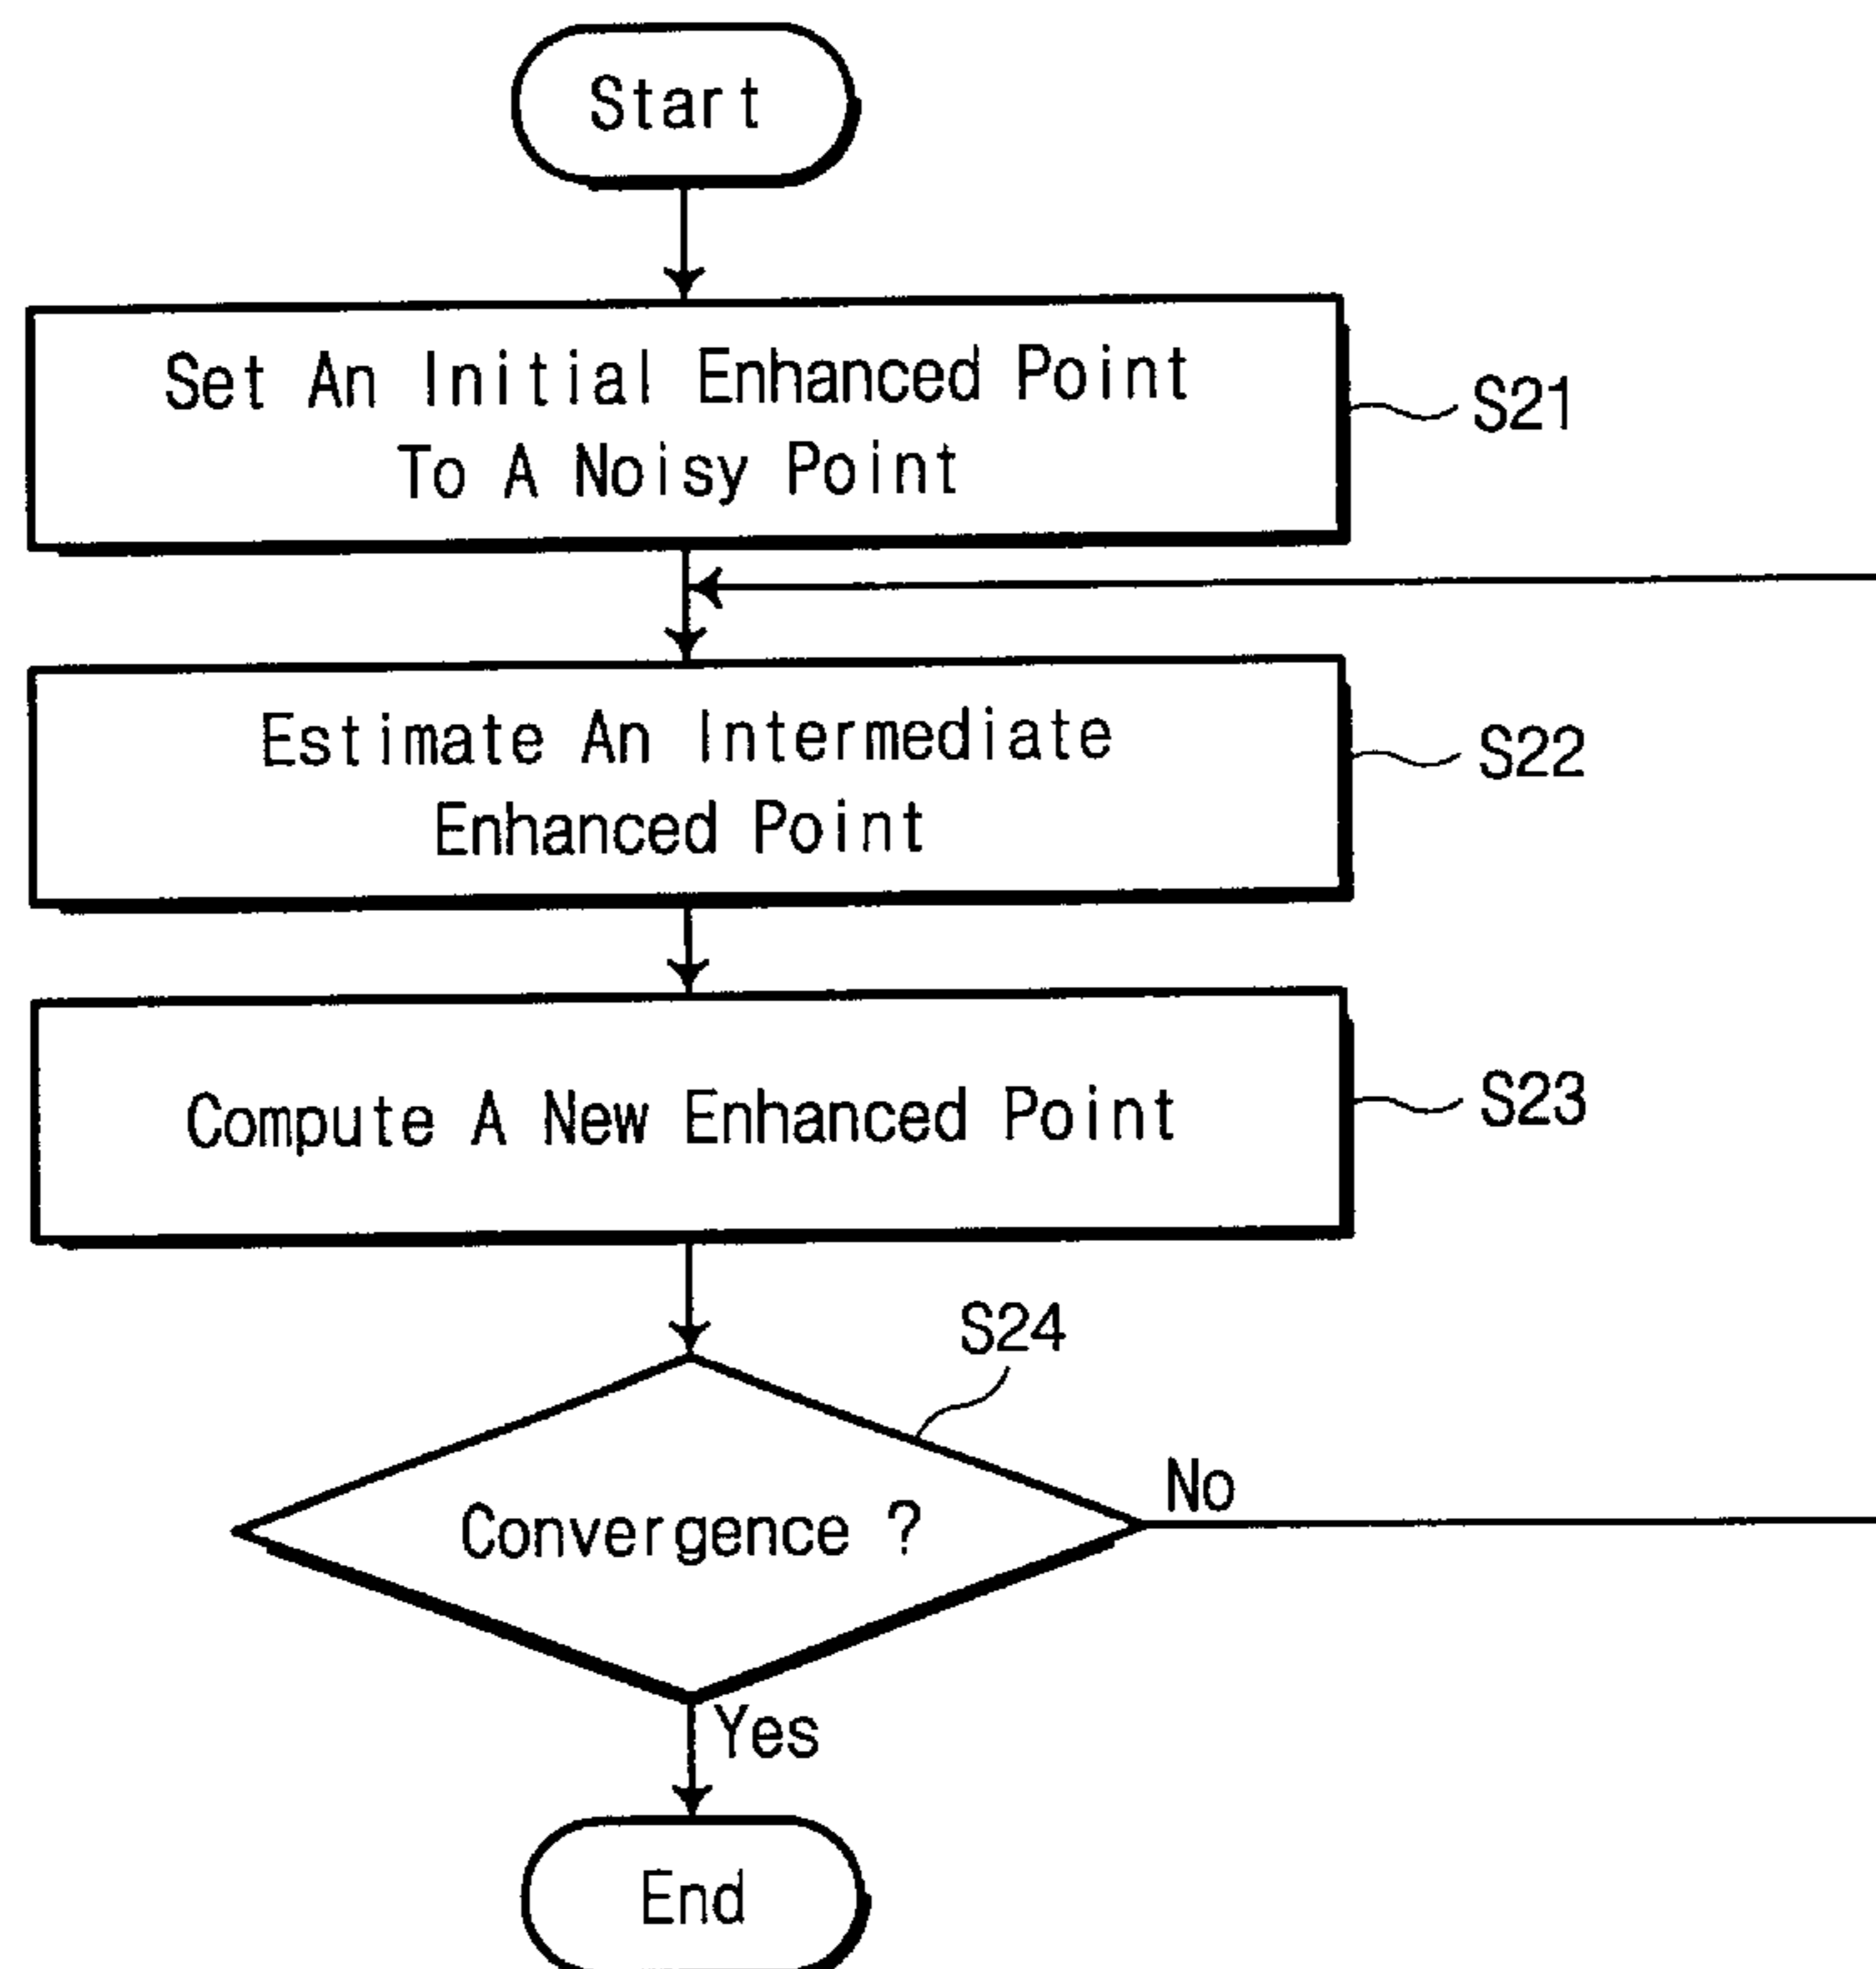 Start
Set An Initial Enhanced Point
To A Noisy Point
S21
Estimate An Intermediate
Enhanced Point
S22
Compute A New Enhanced Point
S23
S24
Convergence ?
No
Yes
End